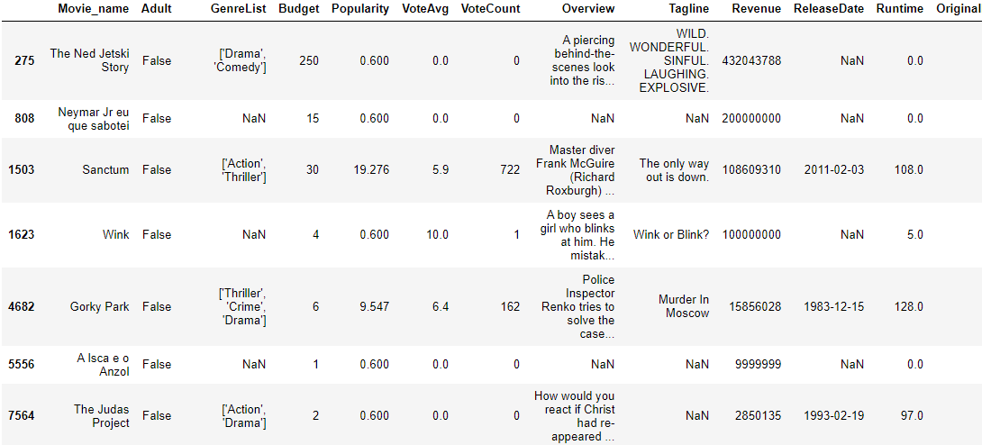 Movie_name Adult GenreList Budget Popularity VoteAvg VoteCount Overview Tagline Revenue ReleaseDate Runtime Original
275 The Ned Jetski Story False ['Drama', 'Comedy'] 250 0.600 0.0 0 A piercing behind-the-scenes look into the ris... WILD. WONDERFUL. SINFUL. LAUGHING. EXPLOSIVE. 432043788 NaN 0.0
808 Neymar Jr eu que sabotei False NaN 15 0.600 0.0 0 NaN NaN 200000000 NaN 0.0
1503 Sanctum False ['Action', 'Thriller'] 30 19.276 5.9 722 Master diver Frank McGuire (Richard Roxburgh) ... The only way out is down. 108609310 2011-02-03 108.0
1623 Wink False NaN 4 0.600 10.0 1 A boy sees a girl who blinks at him. He mistak... Wink or Blink? 100000000 NaN 5.0
4682 Gorky Park False ['Thriller', 'Crime', 'Drama'] 6 9.547 6.4 162 Police Inspector Renko tries to solve the case... Murder In Moscow 15856028 1983-12-15 128.0
5556 A Isca e o Anzol False NaN 1 0.600 0.0 0 NaN NaN 9999999 NaN 0.0
7564 The Judas Project False ['Action', 'Drama'] 2 0.600 0.0 0 How would you react if Christ had re-appeared ... NaN 2850135 1993-02-19 97.0